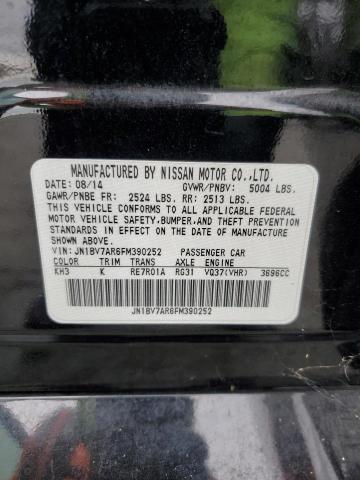 MANUFACTURED BY NISSAN MOTOR CO.,LTD.
DATE: 08/14 GVWR/PNBV: 5004 LBS.
GAWR/PNBE FR: 2524 LBS. RR: 2513 LBS.
THIS VEHICLE CONFORMS TO ALL APPLICABLE FEDERAL
MOTOR VEHICLE SAFETY,BUMPER,AND THEFT PREVENTION
STANDARDS IN EFFECT ON THE DATE OF MANUFACTURE
SHOWN ABOVE.
VIN: JN1BV7AR6FM390252 PASSENGER CAR
COLOR TRIM TRANS AXLE ENGINE
KH3 K RE7R01A RG31 VQ37(VHR) 3696CC
JN1BV7AR6FM390252